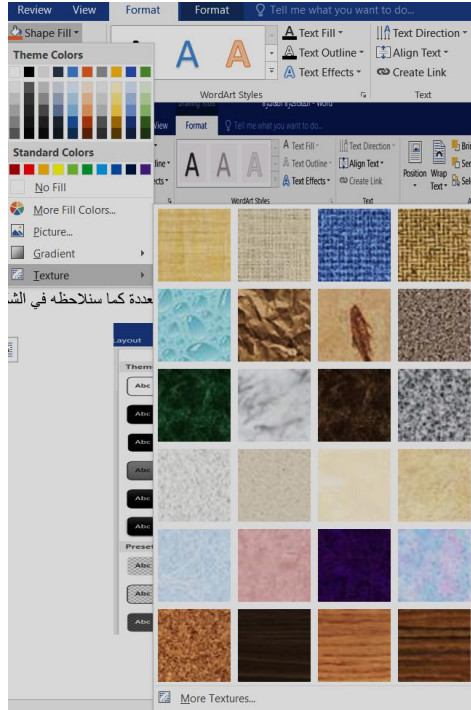 Review View Format Format Tell me what you want to do...
Shape Fill
Theme Colors
Standard Colors
No Fill
More Fill Colors...
Picture...
Gradient
Texture
A A
Text Fill
Text Outline
Text Effects
WordArt Styles
Text Direction
Align Text
Create Link
Text
View Format Tell me what you want to do...
A A A
Text Fill
Text Outline
Text Effects
WordArt Styles
Text Direction
Align Text
Create Link
Text
Position Wrap Text
كما سنلاحظه في
Layout
Abc
Abc
Abc
Abc
Abc
Abc
Abc
Abc
Abc
More Textures...